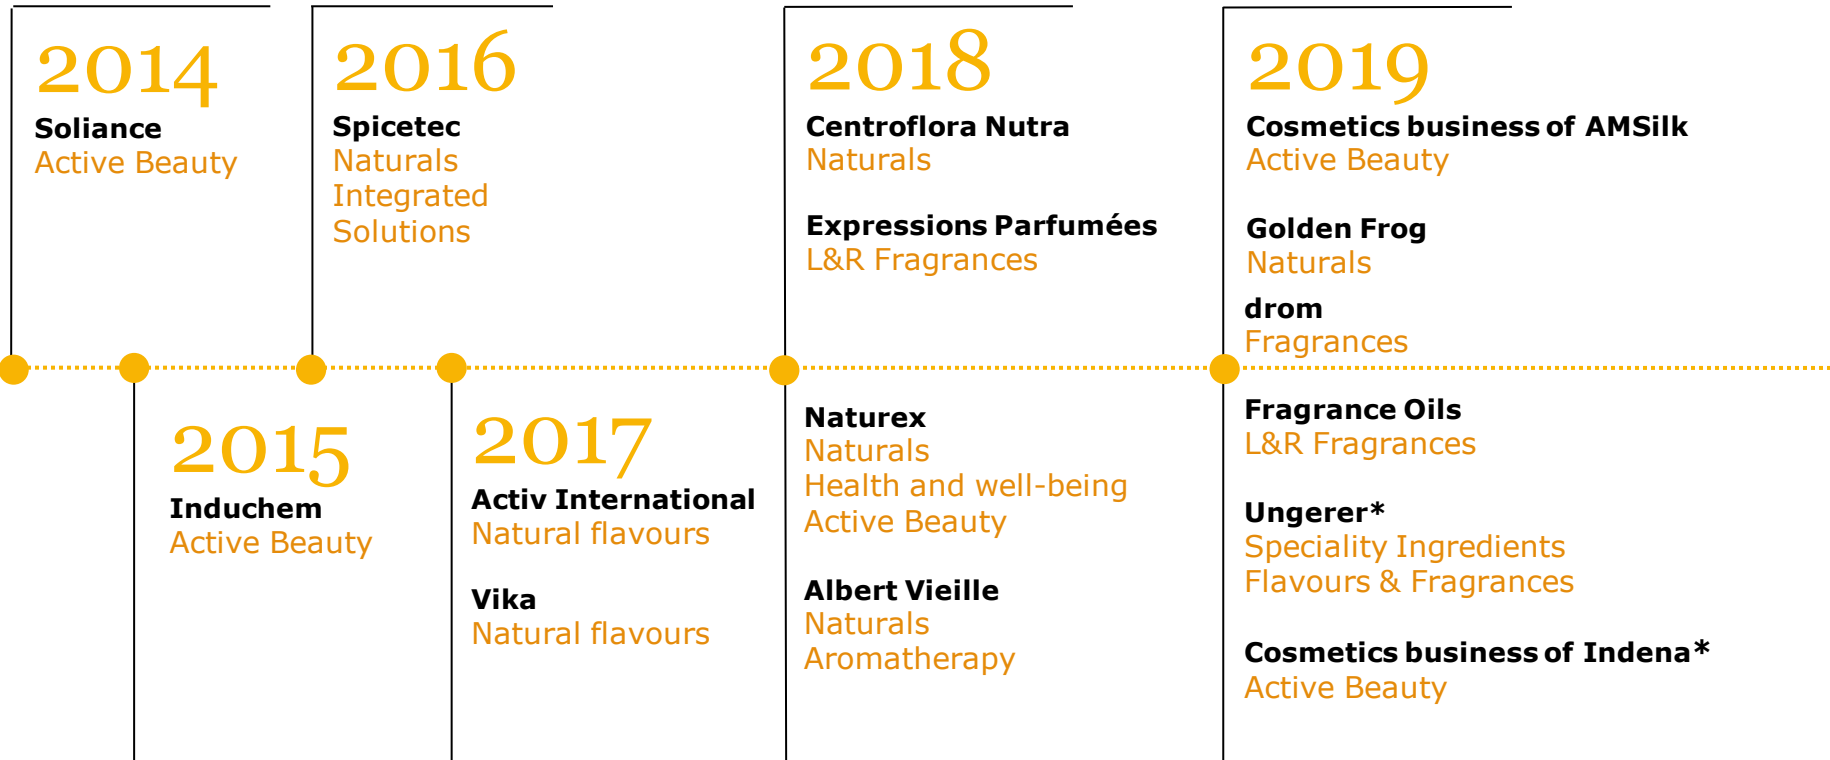 2014
Soliance
Active Beauty
2015
Induchem
Active Beauty
2016
Spicetec
Naturals
Integrated
Solutions
2017
Activ International
Natural flavours
Vika
Natural flavours
2018
Centroflora Nutra
Naturals
Expressions Parfumées
L&R Fragrances
Naturex
Naturals
Health and well-being
Active Beauty
Albert Vieille
Naturals
Aromatherapy
2019
Cosmetics business of AMSilk
Active Beauty
Golden Frog
Naturals
drom
Fragrances
Fragrance Oils
L&R Fragrances
Ungerer*
Speciality Ingredients
Flavours & Fragrances
Cosmetics business of Indena*
Active Beauty